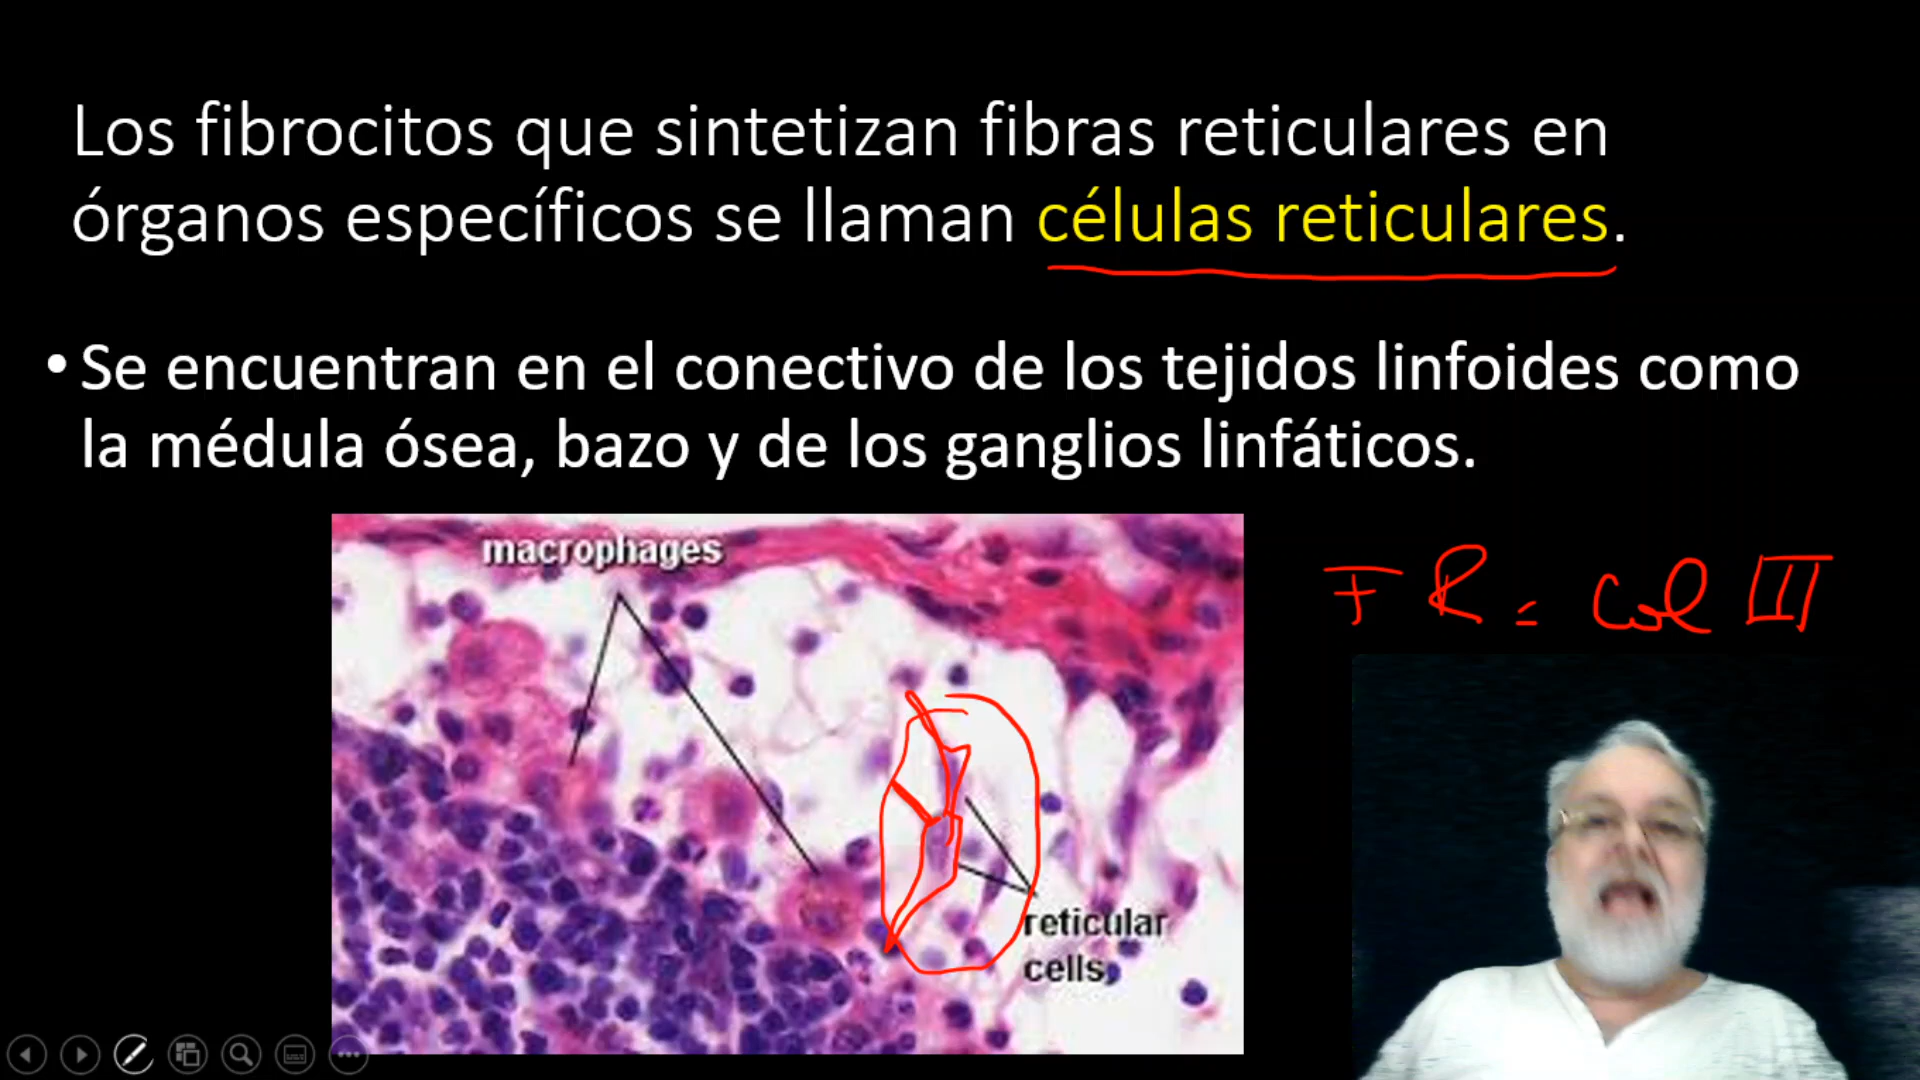 Los fibrocitos que sintetizan fibras reticulares en
órganos específicos se llaman células reticulares.
• Se encuentran en el conectivo de los tejidos linfoides como
la médula ósea, bazo y de los ganglios linfáticos.
macrophages
FR = Col III
reticular
cells